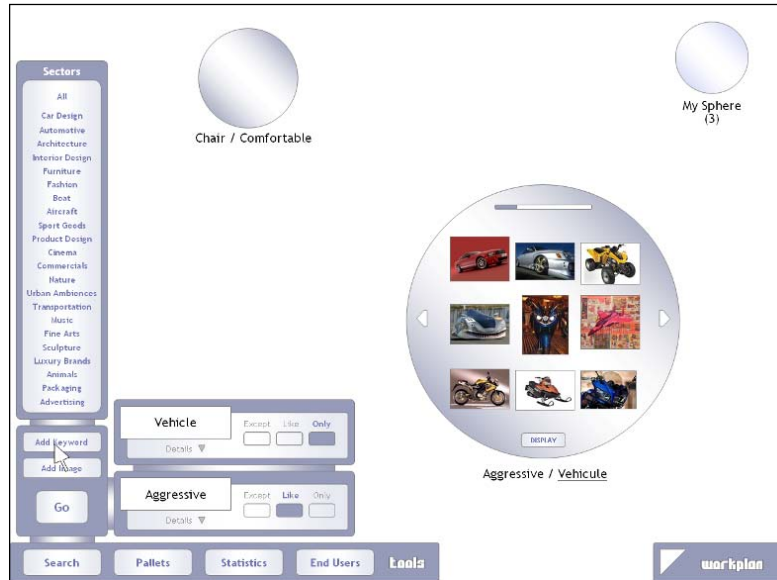 Sectors
All
Car Design
Automotive
Architecture
Interior Design
Furniture
Fashion
Boat
Aircraft
Sport Goods
Product Design
Cinema
Commercials
Nature
Urban Ambiences
Transportation
Music
Fine Arts
Sculpture
Luxury Brands
Animals
Packaging
Advertising
Add Keyword
Add Image
Go
Chair / Comfortable
My Sphere
(3)
DISPLAY
Aggressive / Vehicule
Vehicle
Except Like Only
Details
Aggressive
Except Like Only
Details
Search Pallets Statistics End Users tools
workplan